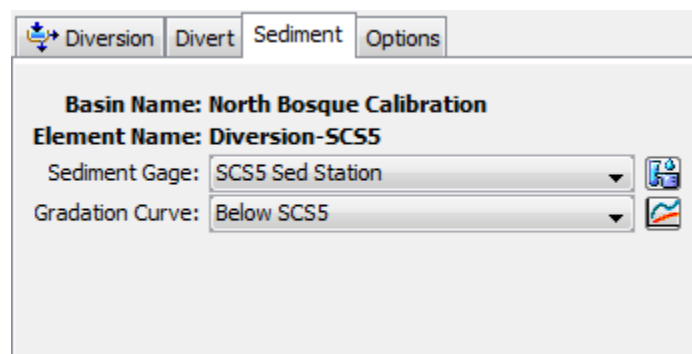 Diversion Divert Sediment Options
Basin Name: North Bosque Calibration
Element Name: Diversion-SCS5
Sediment Gage: SCS5 Sed Station
Gradation Curve: Below SCS5